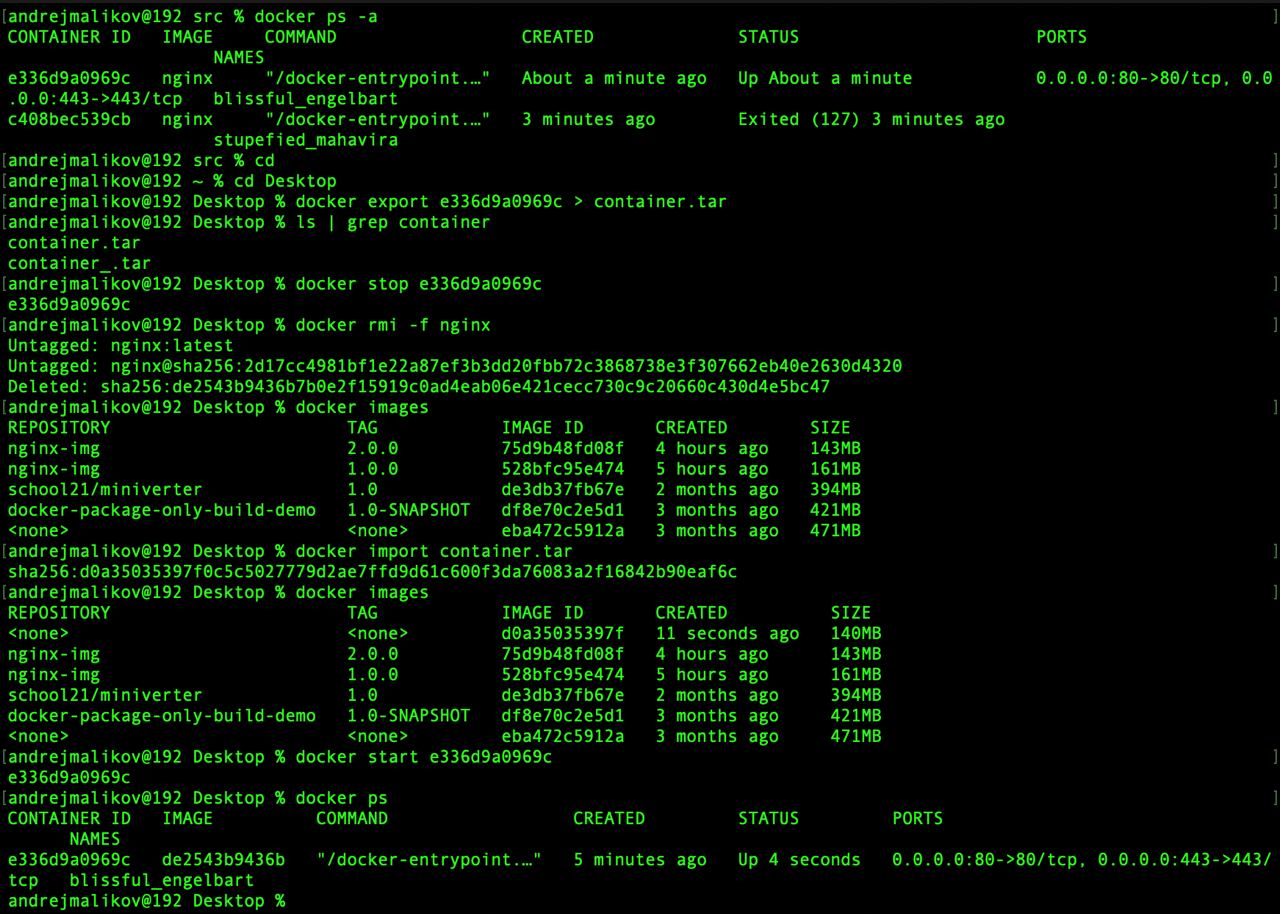 [andrejmalikov@192 src % docker ps -a ]
CONTAINER ID   IMAGE     COMMAND                  CREATED              STATUS                       PORTS
                    NAMES
e336d9a0969c   nginx     "/docker-entrypoint.…"   About a minute ago   Up About a minute            0.0.0.0:80->80/tcp, 0.0
.0.0:443->443/tcp   blissful_engelbart
c408bec539cb   nginx     "/docker-entrypoint.…"   3 minutes ago        Exited (127) 3 minutes ago
                    stupefied_mahavira
[andrejmalikov@192 src % cd ]
[andrejmalikov@192 ~ % cd Desktop ]
[andrejmalikov@192 Desktop % docker export e336d9a0969c > container.tar ]
[andrejmalikov@192 Desktop % ls | grep container ]
container.tar
container_.tar
[andrejmalikov@192 Desktop % docker stop e336d9a0969c ]
e336d9a0969c
[andrejmalikov@192 Desktop % docker rmi -f nginx ]
Untagged: nginx:latest
Untagged: nginx@sha256:2d17cc4981bf1e22a87ef3b3dd20fbb72c3868738e3f307662eb40e2630d4320
Deleted: sha256:de2543b9436b7b0e2f15919c0ad4eab06e421cecc730c9c20660c430d4e5bc47
[andrejmalikov@192 Desktop % docker images ]
REPOSITORY                       TAG            IMAGE ID       CREATED        SIZE
nginx-img                        2.0.0          75d9b48fd08f   4 hours ago    143MB
nginx-img                        1.0.0          528bfc95e474   5 hours ago    161MB
school21/miniverter              1.0            de3db37fb67e   2 months ago   394MB
docker-package-only-build-demo   1.0-SNAPSHOT   df8e70c2e5d1   3 months ago   421MB
<none>                           <none>         eba472c5912a   3 months ago   471MB
[andrejmalikov@192 Desktop % docker import container.tar ]
sha256:d0a35035397f0c5c5027779d2ae7ffd9d61c600f3da76083a2f16842b90eaf6c
[andrejmalikov@192 Desktop % docker images ]
REPOSITORY                       TAG            IMAGE ID       CREATED          SIZE
<none>                           <none>         d0a35035397f   11 seconds ago   140MB
nginx-img                        2.0.0          75d9b48fd08f   4 hours ago      143MB
nginx-img                        1.0.0          528bfc95e474   5 hours ago      161MB
school21/miniverter              1.0            de3db37fb67e   2 months ago     394MB
docker-package-only-build-demo   1.0-SNAPSHOT   df8e70c2e5d1   3 months ago     421MB
<none>                           <none>         eba472c5912a   3 months ago     471MB
[andrejmalikov@192 Desktop % docker start e336d9a0969c ]
e336d9a0969c
[andrejmalikov@192 Desktop % docker ps ]
CONTAINER ID   IMAGE          COMMAND                  CREATED         STATUS         PORTS
      NAMES
e336d9a0969c   de2543b9436b   "/docker-entrypoint.…"   5 minutes ago   Up 4 seconds   0.0.0.0:80->80/tcp, 0.0.0.0:443->443/
tcp   blissful_engelbart
andrejmalikov@192 Desktop %